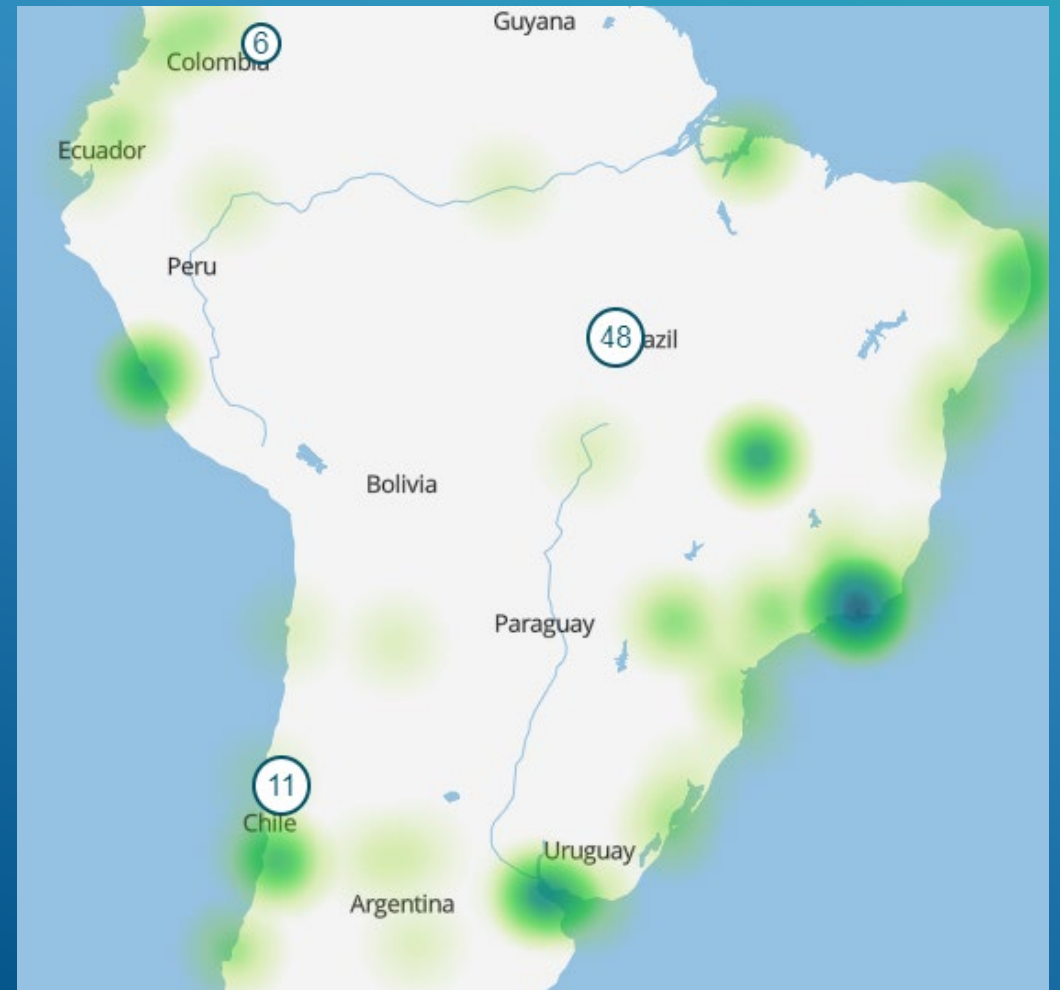 Guyana
6
Colombia
Ecuador
Peru
48
azil
Bolivia
Paraguay
11
Chile
Uruguay
Argentina